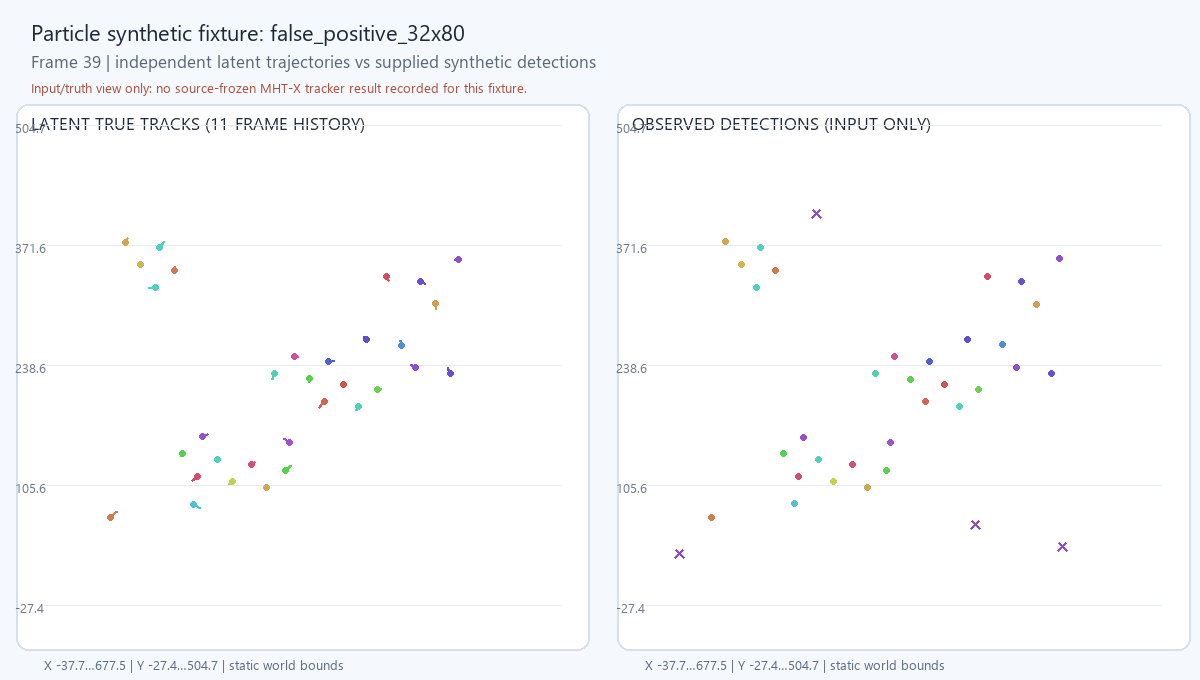 Particle synthetic fixture: false_positive_32x80
Frame 39 | independent latent trajectories vs supplied synthetic detections
Input/truth view only: no source-frozen MHT-X tracker result recorded for this fixture.
LATENT TRUE TRACKS (11-FRAME HISTORY)
504.7
371.6
238.6
105.6
-27.4
X -37.7...677.5 | Y -27.4...504.7 | static world bounds
OBSERVED DETECTIONS (INPUT ONLY)
504.7
371.6
238.6
105.6
-27.4
X -37.7...677.5 | Y -27.4...504.7 | static world bounds